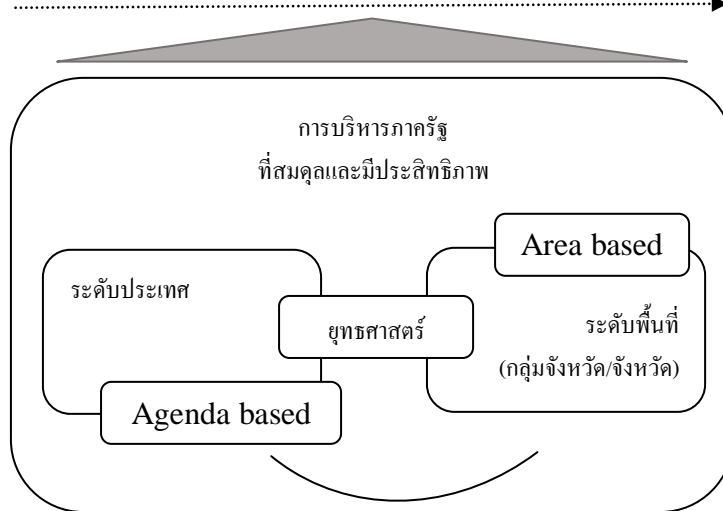 การบริหารภาครัฐ
ที่สมดุลและมีประสิทธิภาพ
Area based
ระดับประเทศ
ยุทธศาสตร์
ระดับพื้นที่
(กลุ่มจังหวัด/จังหวัด)
Agenda based